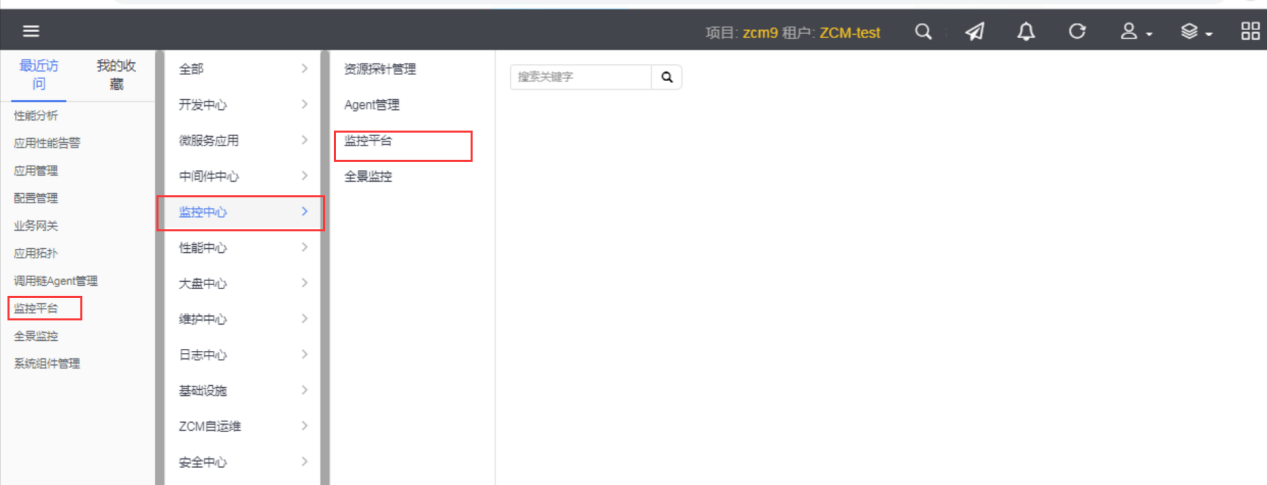 项目: zcm9 租户: ZCM-test
最近访问
我的收藏
性能分析
应用性能告警
应用管理
配置管理
业务网关
应用拓扑
调用链Agent管理
监控平台
全景监控
系统组件管理
全部
开发中心
微服务应用
中间件中心
监控中心
性能中心
大盘中心
维护中心
日志中心
基础设施
ZCM自运维
安全中心
资源探针管理
Agent管理
监控平台
全景监控
搜索关键字